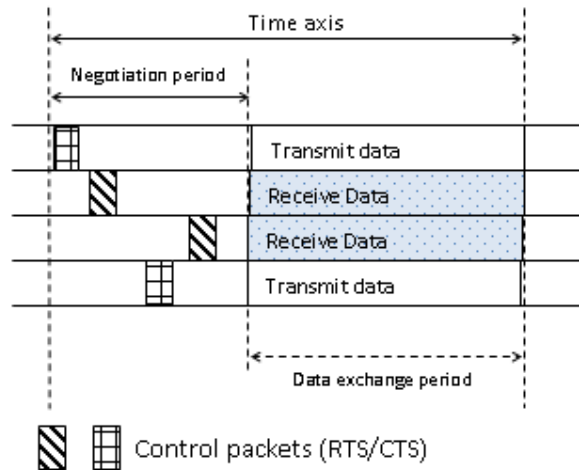 Time axis
Negotiation period
Transmit data
Receive Data
Receive Data
Transmit data
Data exchange period
Control packets (RTS/CTS)